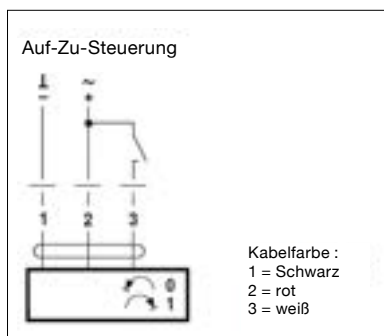 Auf-Zu-Steuerung
⊥ ~
− +
1 2 3
0
1
Kabelfarbe :
1 = Schwarz
2 = rot
3 = weiß